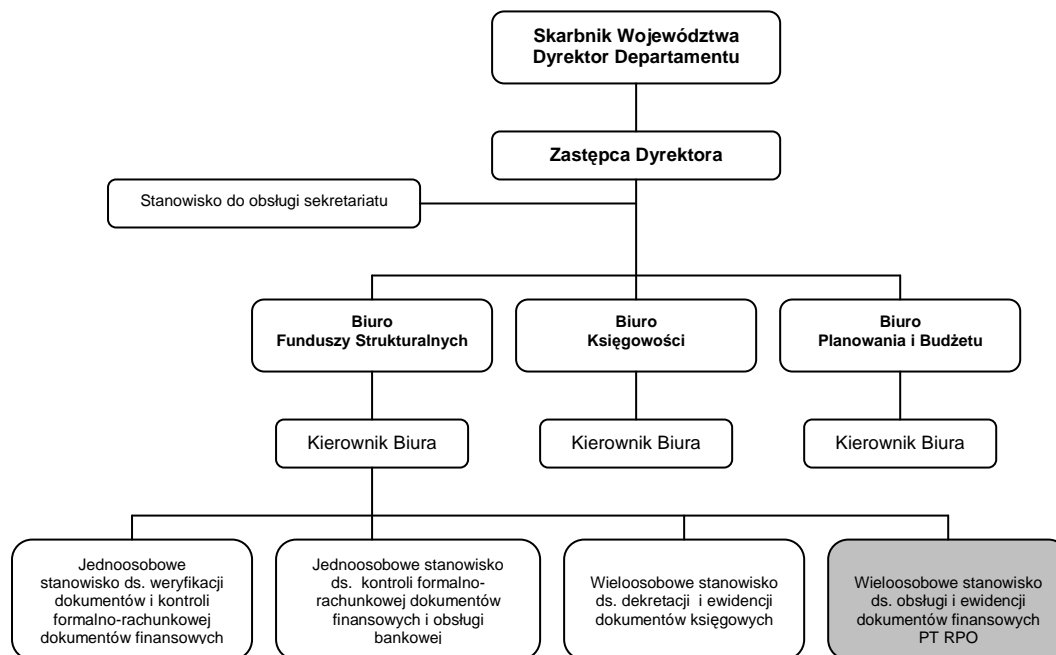 Skarbnik Województwa
Dyrektor Departamentu
Zastępca Dyrektora
Stanowisko do obsługi sekretariatu
Biuro
Funduszy Strukturalnych
Biuro
Księgowości
Biuro
Planowania i Budżetu
Kierownik Biura
Kierownik Biura
Kierownik Biura
Jednoosobowe
stanowisko ds. weryfikacji
dokumentów i kontroli
formalno-rachunkowej
dokumentów finansowych
Jednoosobowe stanowisko
ds. kontroli formalno-
rachunkowej dokumentów
finansowych i obsługi
bankowej
Wieloosobowe stanowisko
ds. dekretacji i ewidencji
dokumentów księgowych
Wieloosobowe stanowisko
ds. obsługi i ewidencji
dokumentów finansowych
PT RPO